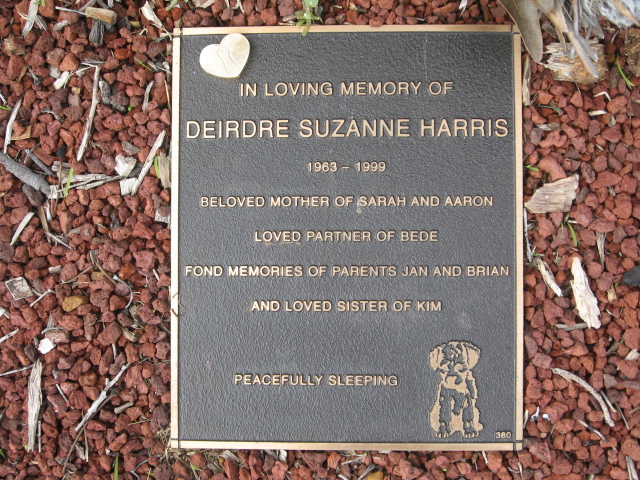 IN LOVING MEMORY OF
DEIRDRE SUZANNE HARRIS
1963 – 1999
BELOVED MOTHER OF SARAH AND AARON
LOVED PARTNER OF BEDE
FOND MEMORIES OF PARENTS JAN AND BRIAN
AND LOVED SISTER OF KIM
PEACEFULLY SLEEPING
380